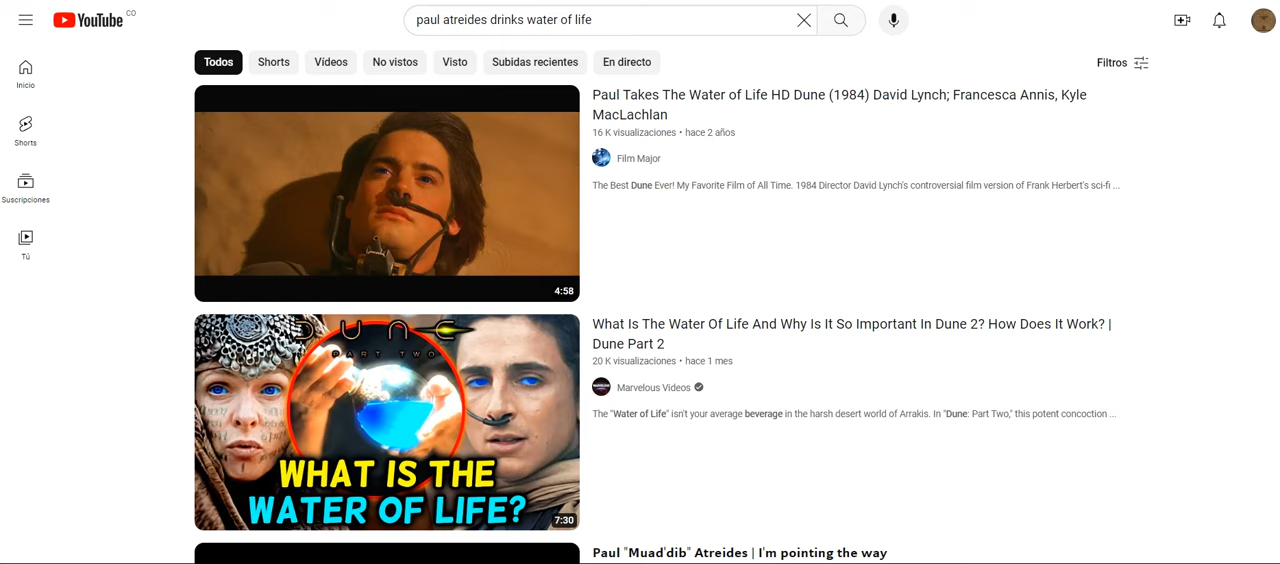 YouTube CO
paul atreides drinks water of life
Todos
Shorts
Vídeos
No vistos
Visto
Subidas recientes
En directo
Filtros
Inicio
Shorts
Suscripciones
Tú
4:58
Paul Takes The Water of Life HD Dune (1984) David Lynch; Francesca Annis, Kyle
MacLachlan
16 K visualizaciones • hace 2 años
Film Major
The Best Dune Ever! My Favorite Film of All Time. 1984 Director David Lynch's controversial film version of Frank Herbert's sci-fi ...
DUNE
PART TWO
WHAT IS THE
WATER OF LIFE?
7:30
What Is The Water Of Life And Why Is It So Important In Dune 2? How Does It Work? |
Dune Part 2
20 K visualizaciones • hace 1 mes
MARVELOUS
Marvelous Videos
The "Water of Life" isn't your average beverage in the harsh desert world of Arrakis. In "Dune: Part Two," this potent concoction ...
Paul "Muad'dib" Atreides | I'm pointing the way